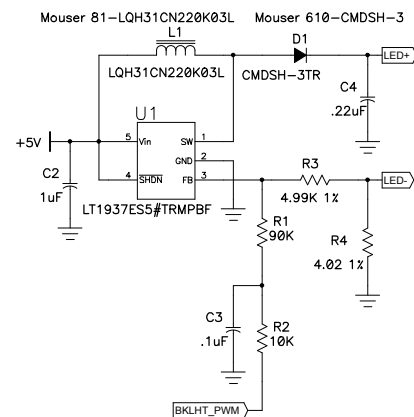 Mouser 81-LQH31CN220K03L
Mouser 610-CMDSH-3
L1
D1
LQH31CN220K03L
CMDSH-3TR
LED+
C4
.22uF
U1
+5V
5
Vin
SW
1
GND
2
4
SHDN
FB
3
C2
1uF
LT1937ES5#TRMPBF
R3
4.99K 1%
LED-
R1
90K
R4
4.02 1%
C3
.1uF
R2
10K
BKLHT_PWM